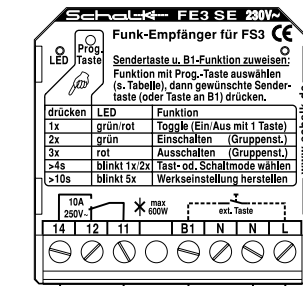 Schalk FE3 SE 230V~
Funk-Empfänger für FS3 CE
LED
Prog. Taste
Sendertaste u. B1-Funktion zuweisen:
Funktion mit Prog.-Taste auswählen
(s. Tabelle), dann gewünschte Sender-
taste (oder Taste an B1) drücken.
drücken LED Funktion
1x grün/rot Toggle (Ein/Aus mit 1 Taste)
2x grün Einschalten (Gruppenst.)
3x rot Ausschalten (Gruppenst.)
>4s blinkt 1x/2x Tast- od. Schaltmode wählen
>10s blinkt 5x Werkseinstellung herstellen
10A
250V~
max
600W
ext. Taste
14 12 11 B1 N N L